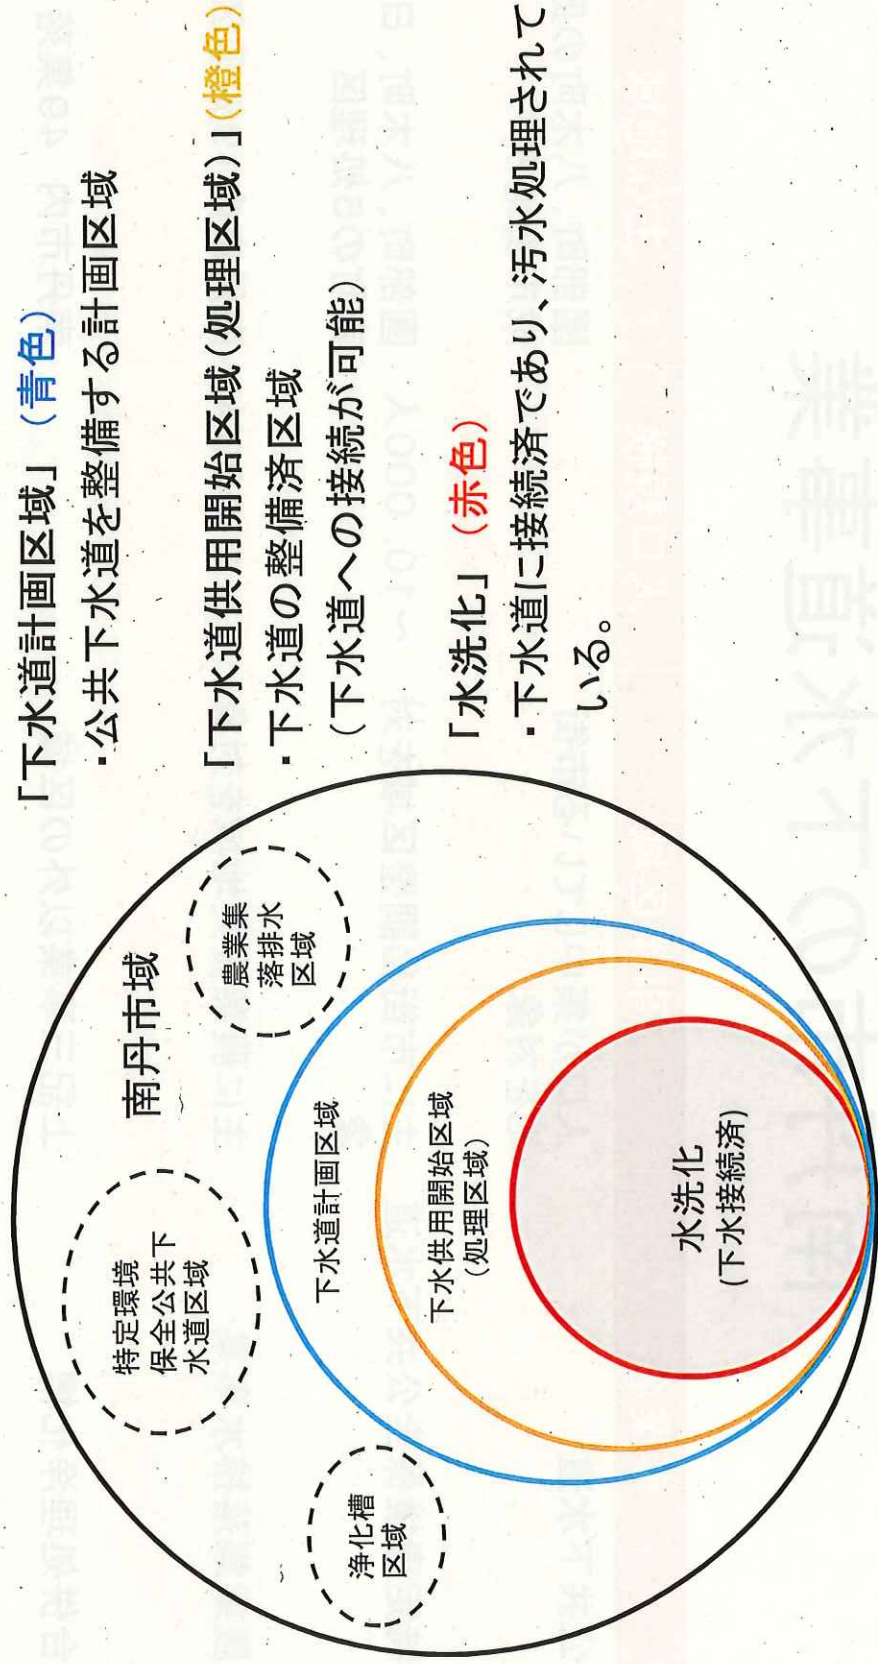 南丹市域
特定環境
保全公共下
水道区域
農業集
落排水
区域
浄化槽
区域
下水道計画区域
下水供用開始区域
（処理区域）
水洗化
(下水接続済)
「下水道計画区域」（青色）
・公共下水道を整備する計画区域
「下水道供用開始区域(処理区域)」(橙色)
・下水道の整備済区域
（下水道への接続が可能）
「水洗化」（赤色）
・下水道に接続済であり、汚水処理されて
いる。